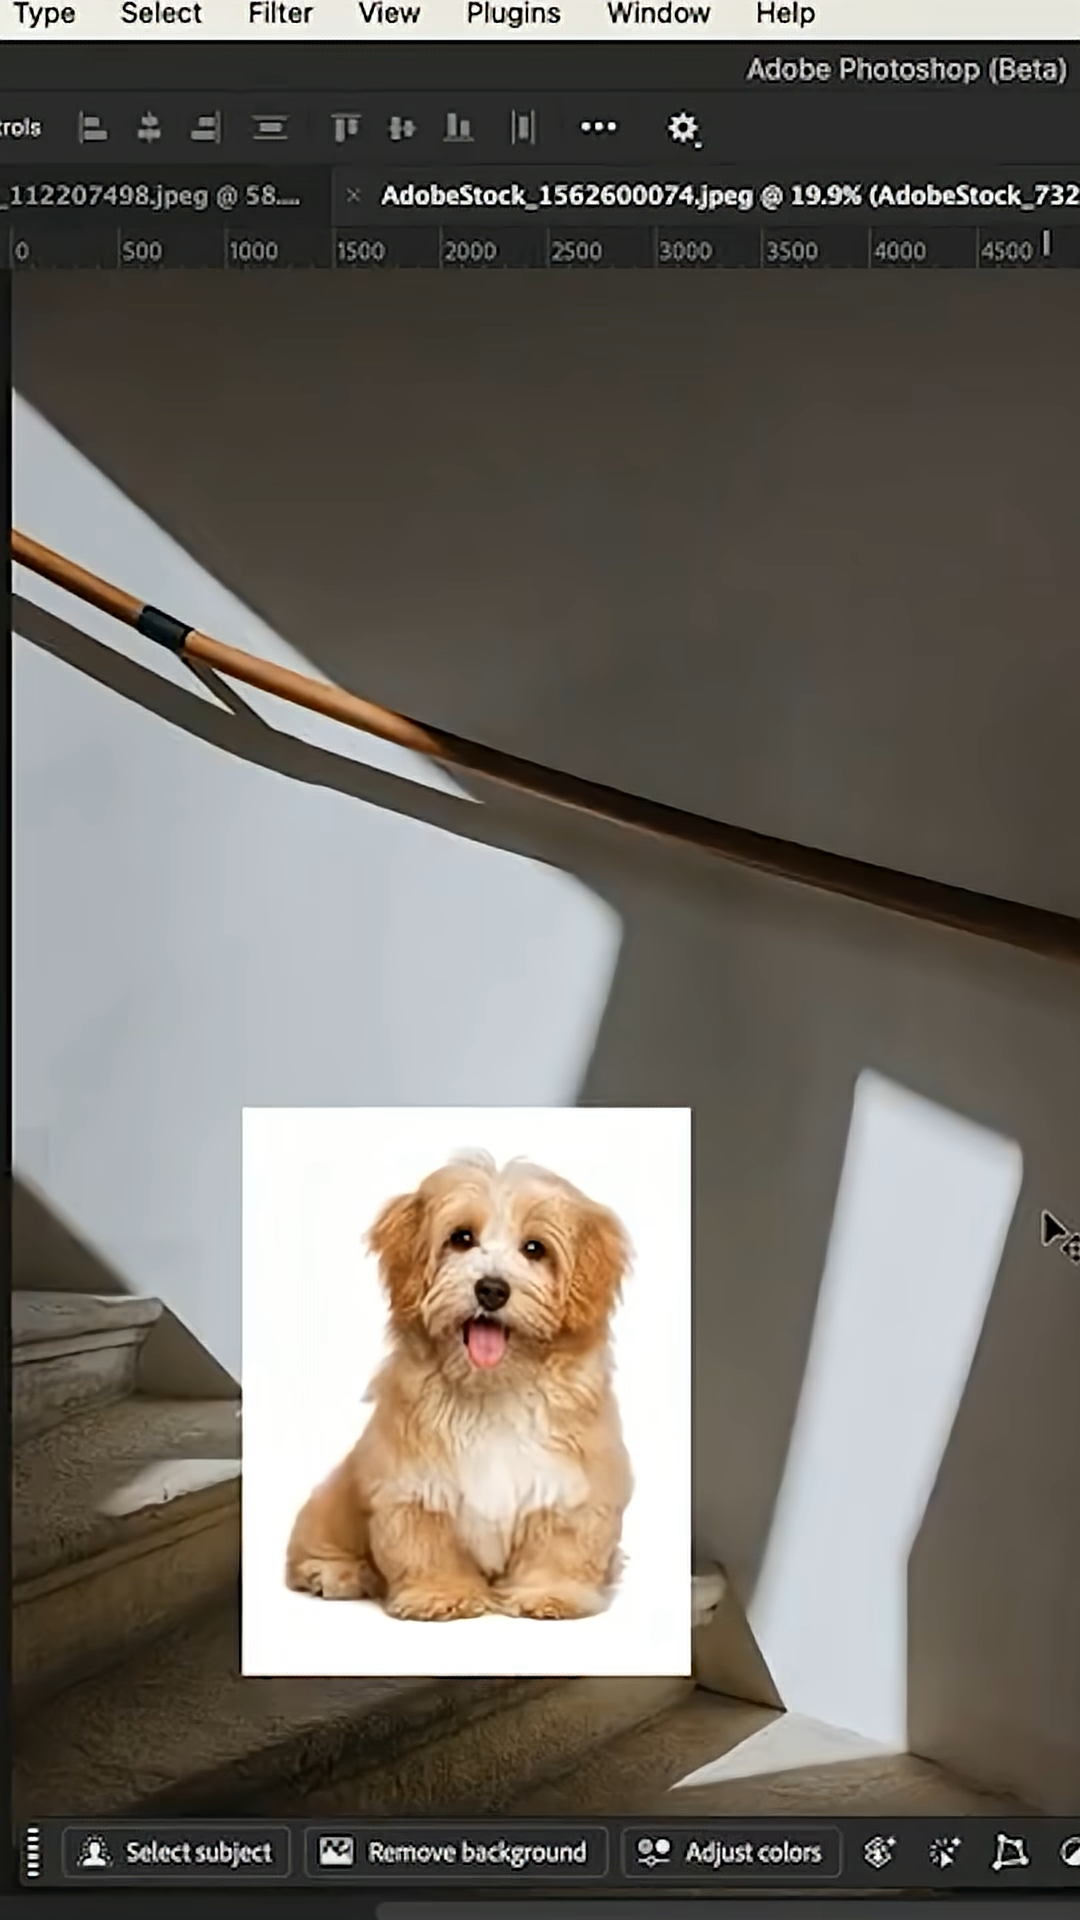 Type Select Filter View Plugins Window Help
Adobe Photoshop (Beta)
rols
_112207498.jpeg @ 58.... × AdobeStock_1562600074.jpeg @ 19.9% (AdobeStock_732
0 500 1000 1500 2000 2500 3000 3500 4000 4500
Select subject Remove background Adjust colors